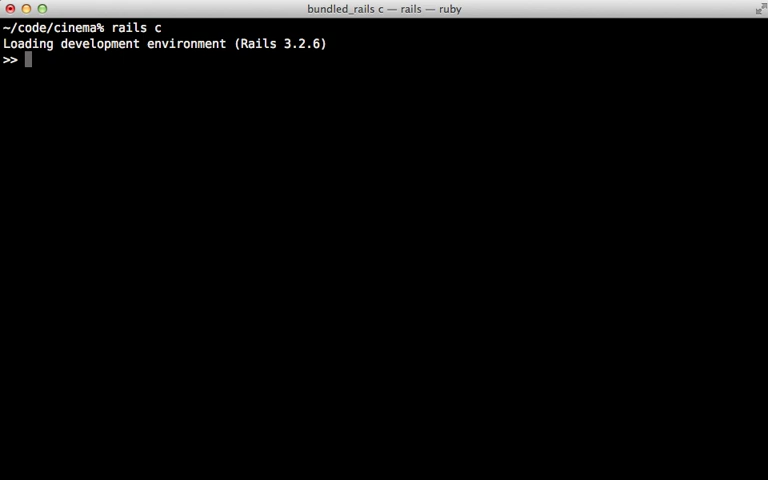 bundled_rails c — rails — ruby
~/code/cinema% rails c
Loading development environment (Rails 3.2.6)
>>